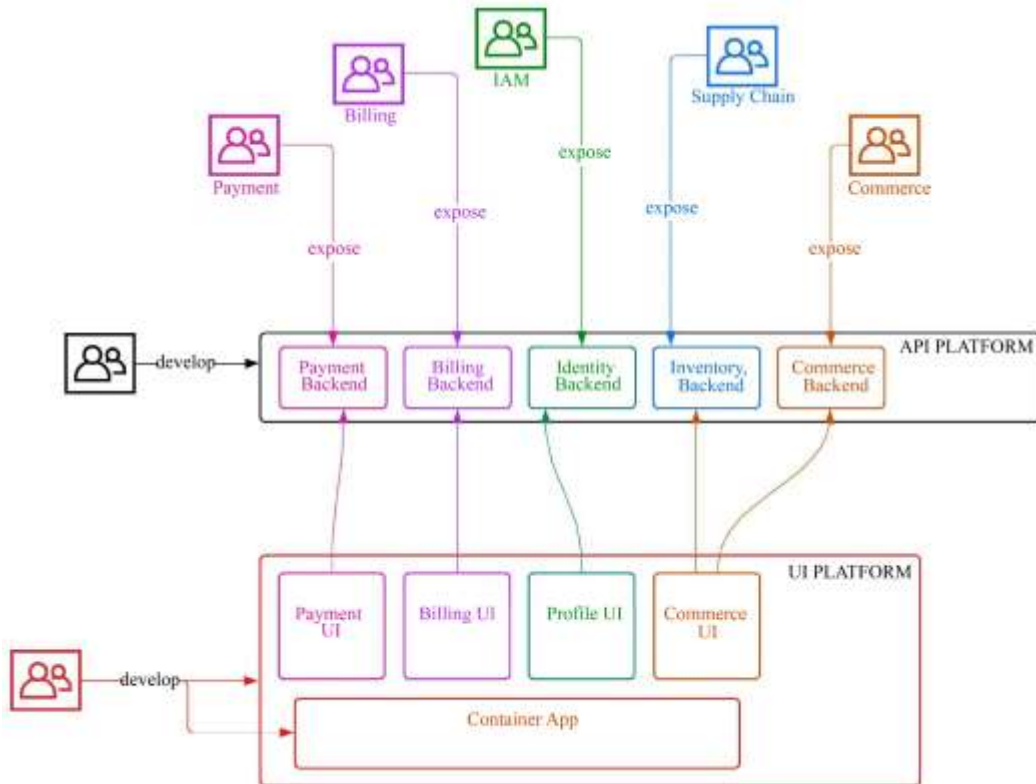 IAM
Billing
Supply Chain
Payment
Commerce
expose
expose
expose
expose
expose
API PLATFORM
develop
Payment
Backend
Billing
Backend
Identity
Backend
Inventory,
Backend
Commerce
Backend
UI PLATFORM
Payment
UI
Billing UI
Profile UI
Commerce
UI
develop
Container App